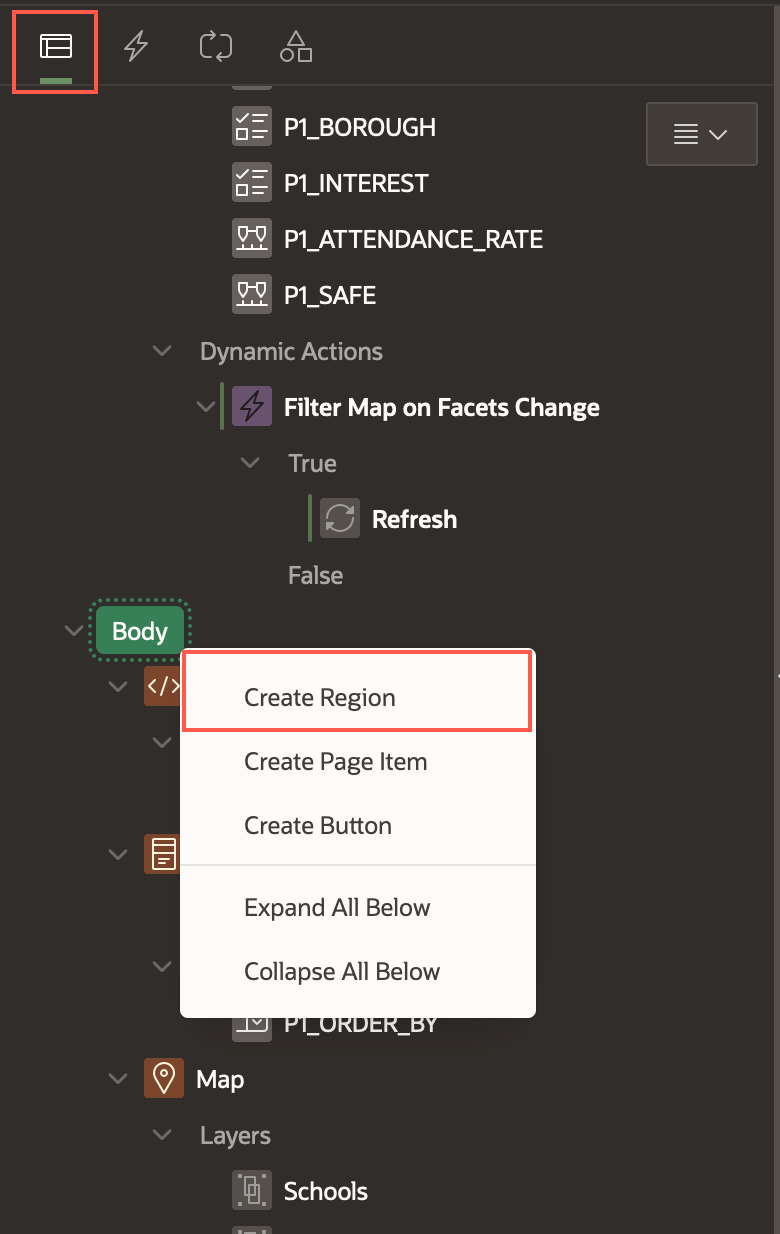 P1_BOROUGH
P1_INTEREST
P1_ATTENDANCE_RATE
P1_SAFE
Dynamic Actions
Filter Map on Facets Change
True
Refresh
False
Body
Create Region
Create Page Item
Create Button
Expand All Below
Collapse All Below
P1_ORDER_BY
Map
Layers
Schools